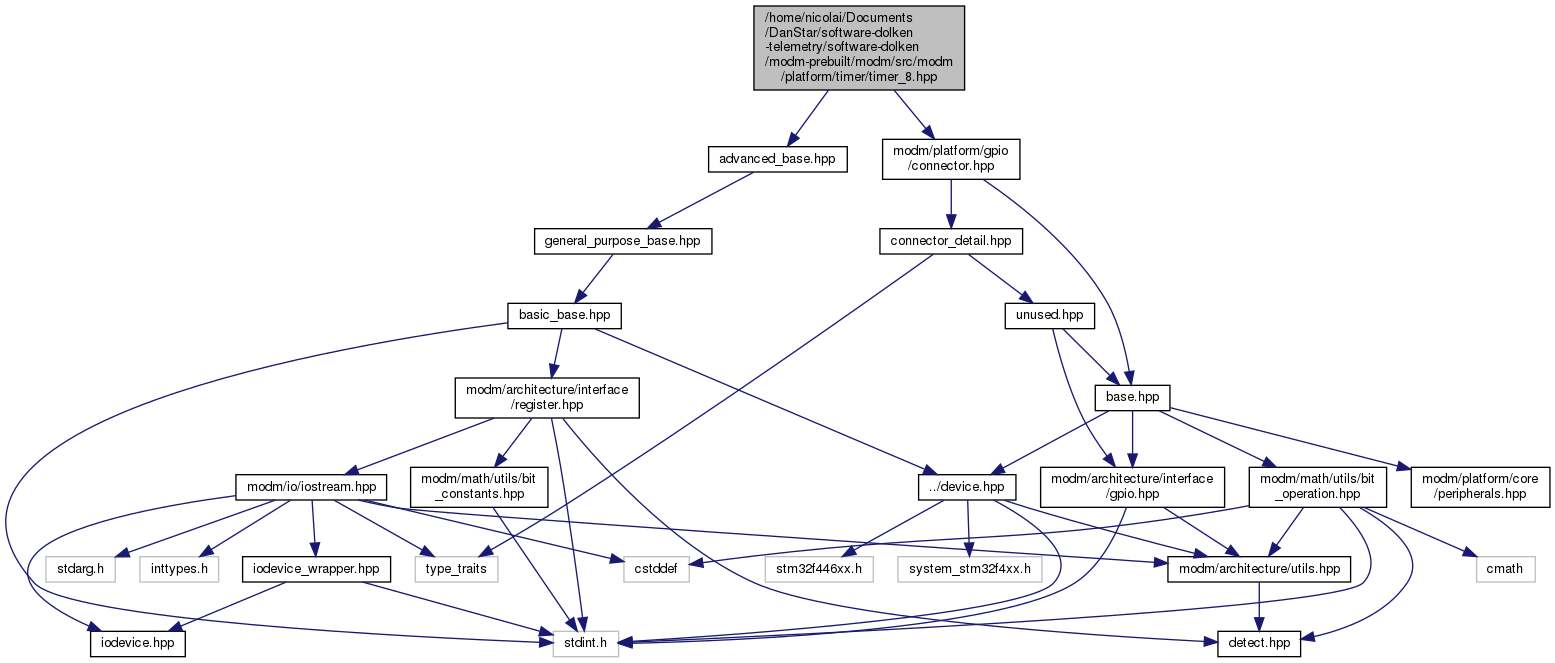 /home/nicolai/Documents
/DanStar/software-dolken
-telemetry/software-dolken
/modm-prebuilt/modm/src/modm
/platform/timer/timer_8.hpp
advanced_base.hpp
modm/platform/gpio
/connector.hpp
general_purpose_base.hpp
connector_detail.hpp
basic_base.hpp
unused.hpp
modm/architecture/interface
/register.hpp
base.hpp
modm/io/iostream.hpp
modm/math/utils/bit
_constants.hpp
../device.hpp
modm/architecture/interface
/gpio.hpp
modm/math/utils/bit
_operation.hpp
modm/platform/core
/peripherals.hpp
stdarg.h
inttypes.h
iodevice_wrapper.hpp
type_traits
cstddef
stm32f446xx.h
system_stm32f4xx.h
modm/architecture/utils.hpp
cmath
iodevice.hpp
stdint.h
detect.hpp